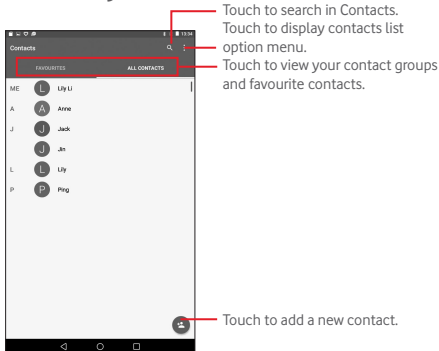 Touch to search in Contacts.
Touch to display contacts list
option menu.
Touch to view your contact groups
and favourite contacts.
13:34
Contacts
FAVOURITES
ALL CONTACTS
ME L Lily Li
A A Anne
J J Jack
J Jin
L L Lily
P P Ping
Touch to add a new contact.